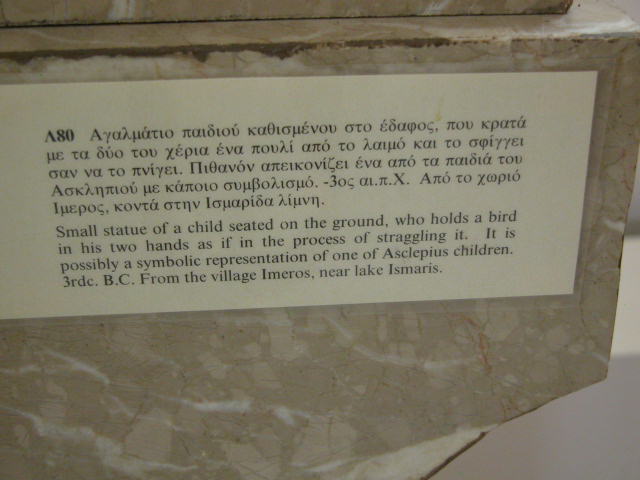 Λ80 Αγαλμάτιο παιδιού καθισμένου στο έδαφος, που κρατά
με τα δύο του χέρια ένα πουλί από το λαιμό και το σφίγγει
σαν να το πνίγει. Πιθανόν απεικονίζει ένα από τα παιδιά του
Ασκληπιού με κάποιο συμβολισμό. -3ος αι.π.Χ. Από το χωριό
Ίμερος, κοντά στην Ισμαρίδα λίμνη.
Small statue of a child seated on the ground, who holds a bird
in his two hands as if in the process of straggling it. It is
possibly a symbolic representation of one of Asclepius children.
3rdc. B.C. From the village Imeros, near lake Ismaris.